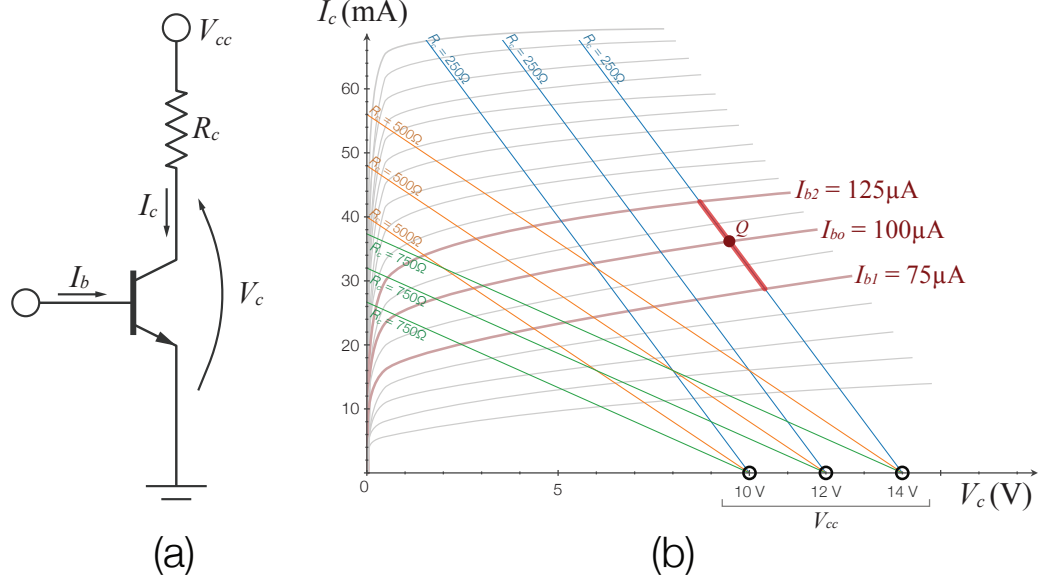 V_cc
R_c
I_c
I_b
V_c
(a)
I_c (mA)
60
50
40
30
20
10
0
5
10 V
12 V
14 V
V_c (V)
V_cc
R_c = 250Ω
R_c = 250Ω
R_c = 250Ω
R_c = 500Ω
R_c = 500Ω
R_c = 500Ω
R_c = 750Ω
R_c = 750Ω
R_c = 750Ω
Q
I_b2 = 125µA
I_bo = 100µA
I_b1 = 75µA
(b)